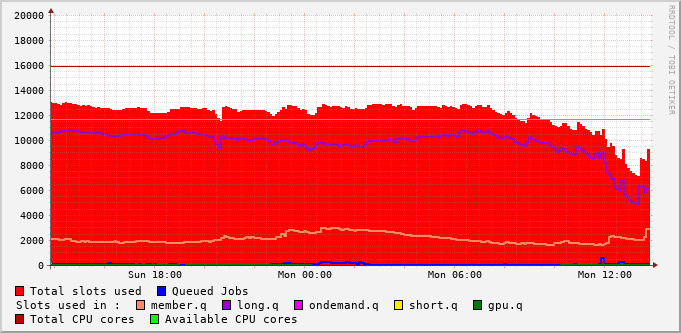 20000
18000
16000
14000
12000
10000
8000
6000
4000
2000
0
Sun 18:00 Mon 00:00 Mon 06:00 Mon 12:00
RRDTOOL / TOBI OETIKER
Total slots used Queued Jobs
Slots used in : member.q long.q ondemand.q short.q gpu.q
Total CPU cores Available CPU cores